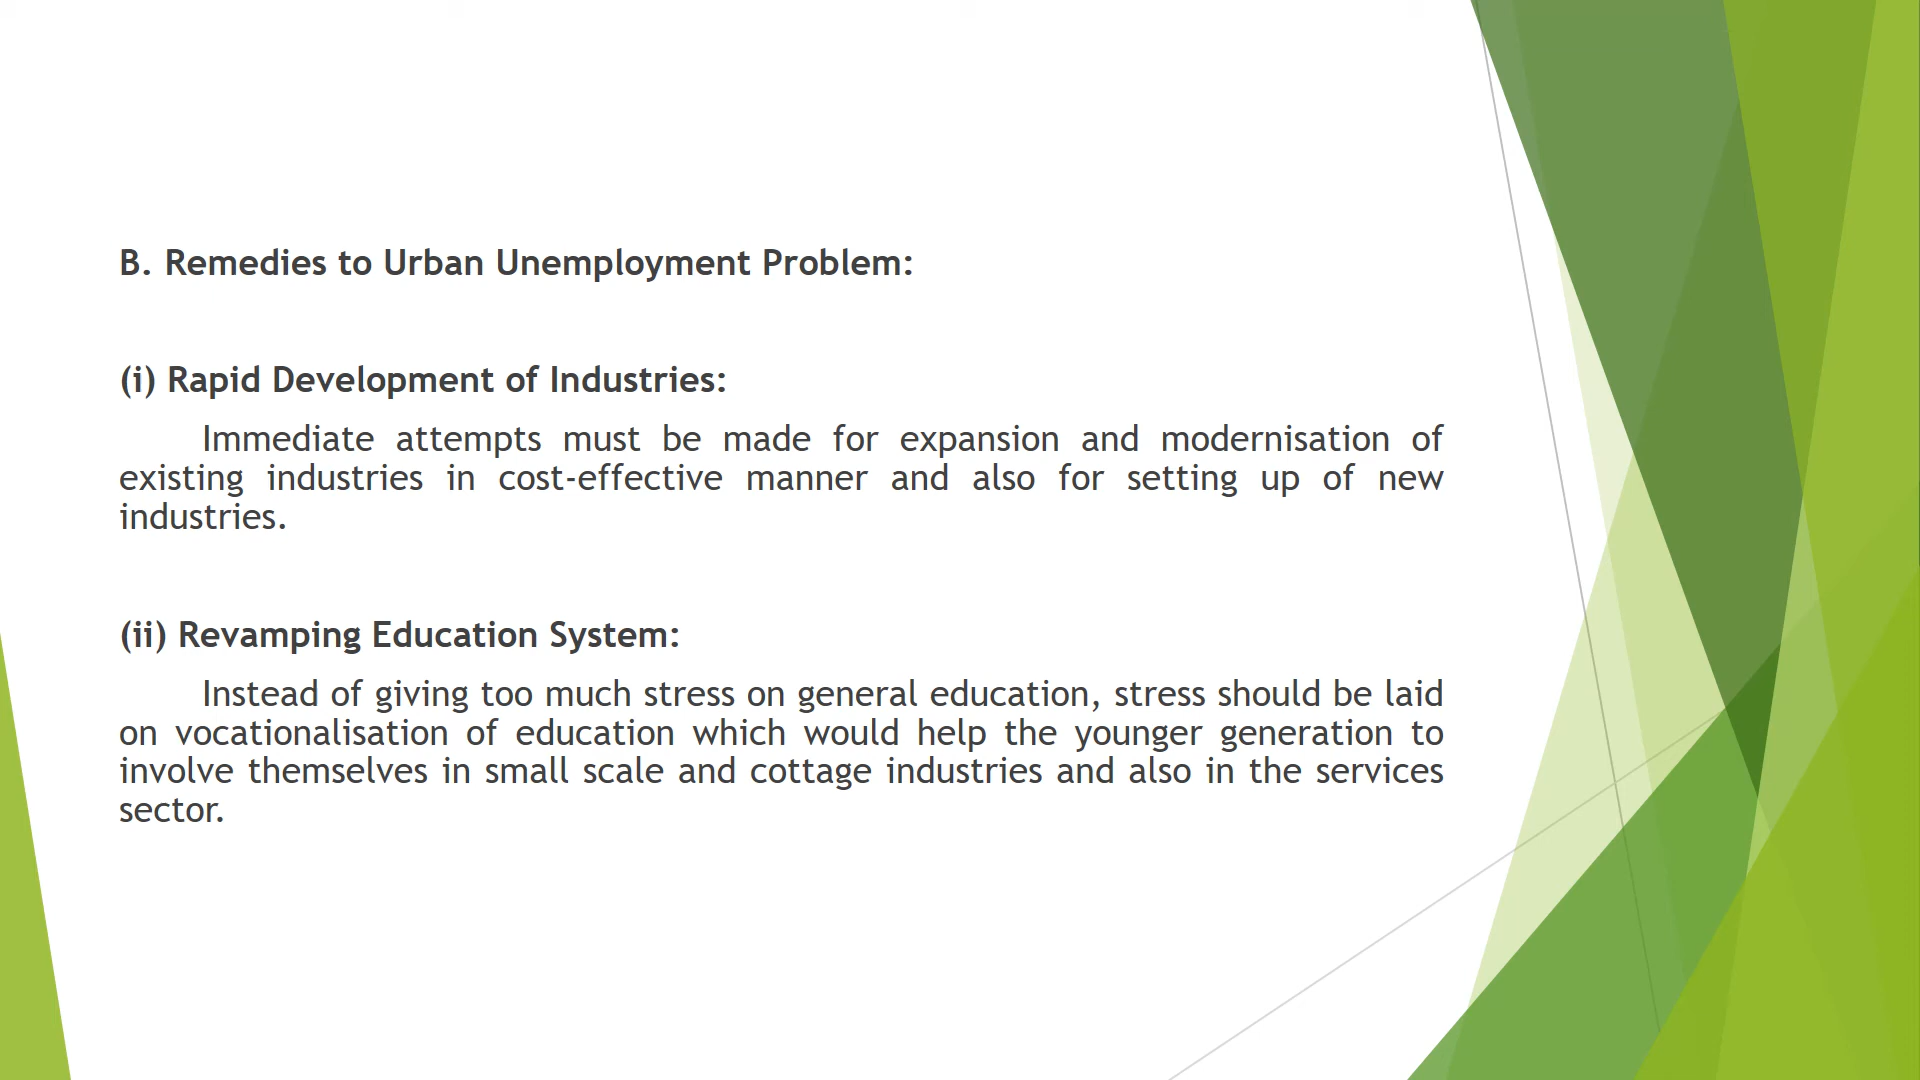 B. Remedies to Urban Unemployment Problem:
(i) Rapid Development of Industries:
Immediate attempts must be made for expansion and modernisation of
existing industries in cost-effective manner and also for setting up of new
industries.
(ii) Revamping Education System:
Instead of giving too much stress on general education, stress should be laid
on vocationalisation of education which would help the younger generation to
involve themselves in small scale and cottage industries and also in the services
sector.